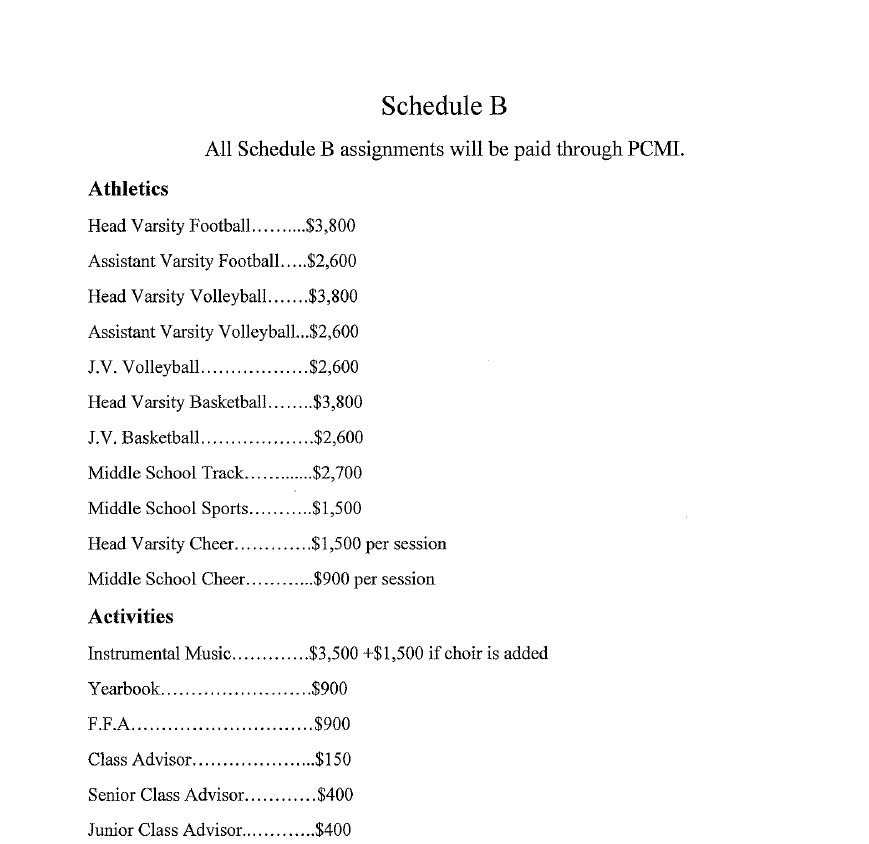 Schedule B
All Schedule B assignments will be paid through PCMI.
Athletics
Head Varsity Football..........$3,800
Assistant Varsity Football.....$2,600
Head Varsity Volleyball.......$3,800
Assistant Varsity Volleyball...$2,600
J.V. Volleyball..................$2,600
Head Varsity Basketball........$3,800
J.V. Basketball...................$2,600
Middle School Track............$2,700
Middle School Sports...........$1,500
Head Varsity Cheer.............$1,500 per session
Middle School Cheer............$900 per session
Activities
Instrumental Music.............$3,500 +$1,500 if choir is added
Yearbook.........................$900
F.F.A..............................$900
Class Advisor.....................$150
Senior Class Advisor............$400
Junior Class Advisor............$400